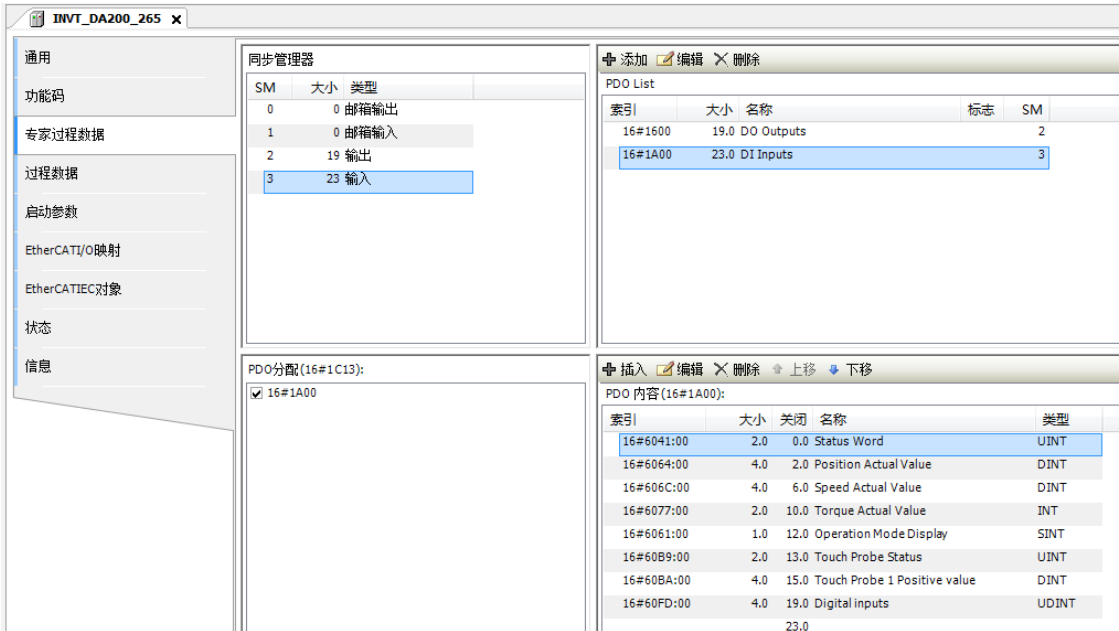 INVT_DA200_265
通用
功能码
专家过程数据
过程数据
启动参数
EtherCATI/O映射
EtherCATIEC对象
状态
信息
同步管理器
SM 大小 类型
0 0 邮箱输出
1 0 邮箱输入
2 19 输出
3 23 输入
添加 编辑 删除
PDO List
索引 大小 名称 标志 SM
16#1600 19.0 DO Outputs 2
16#1A00 23.0 DI Inputs 3
PDO分配(16#1C13):
16#1A00
插入 编辑 删除 上移 下移
PDO 内容(16#1A00):
索引 大小 关闭 名称 类型
16#6041:00 2.0 0.0 Status Word UINT
16#6064:00 4.0 2.0 Position Actual Value DINT
16#606C:00 4.0 6.0 Speed Actual Value DINT
16#6077:00 2.0 10.0 Torque Actual Value INT
16#6061:00 1.0 12.0 Operation Mode Display SINT
16#60B9:00 2.0 13.0 Touch Probe Status UINT
16#60BA:00 4.0 15.0 Touch Probe 1 Positive value DINT
16#60FD:00 4.0 19.0 Digital inputs UDINT
23.0